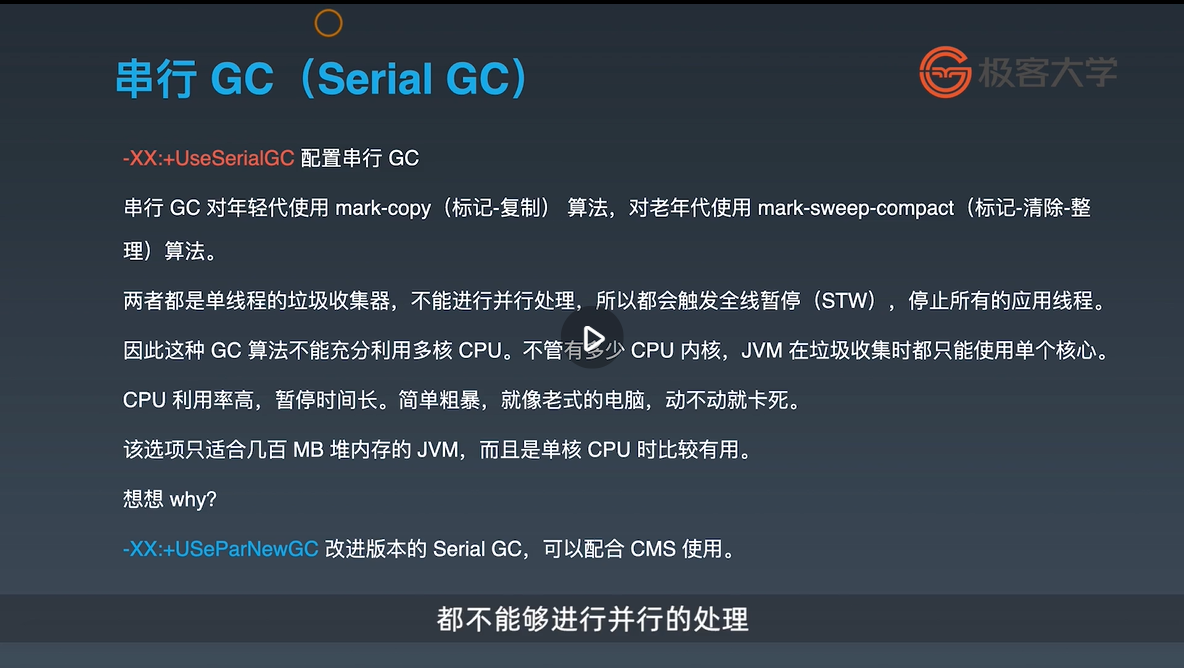 串行 GC（Serial GC）
极客大学
-XX:+UseSerialGC 配置串行 GC
串行 GC 对年轻代使用 mark-copy（标记-复制） 算法，对老年代使用 mark-sweep-compact（标记-清除-整
理）算法。
两者都是单线程的垃圾收集器，不能进行并行处理，所以都会触发全线暂停（STW），停止所有的应用线程。
因此这种 GC 算法不能充分利用多核 CPU。不管有多少 CPU 内核，JVM 在垃圾收集时都只能使用单个核心。
CPU 利用率高，暂停时间长。简单粗暴，就像老式的电脑，动不动就卡死。
该选项只适合几百 MB 堆内存的 JVM，而且是单核 CPU 时比较有用。
想想 why?
-XX:+USeParNewGC 改进版本的 Serial GC，可以配合 CMS 使用。
都不能够进行并行的处理